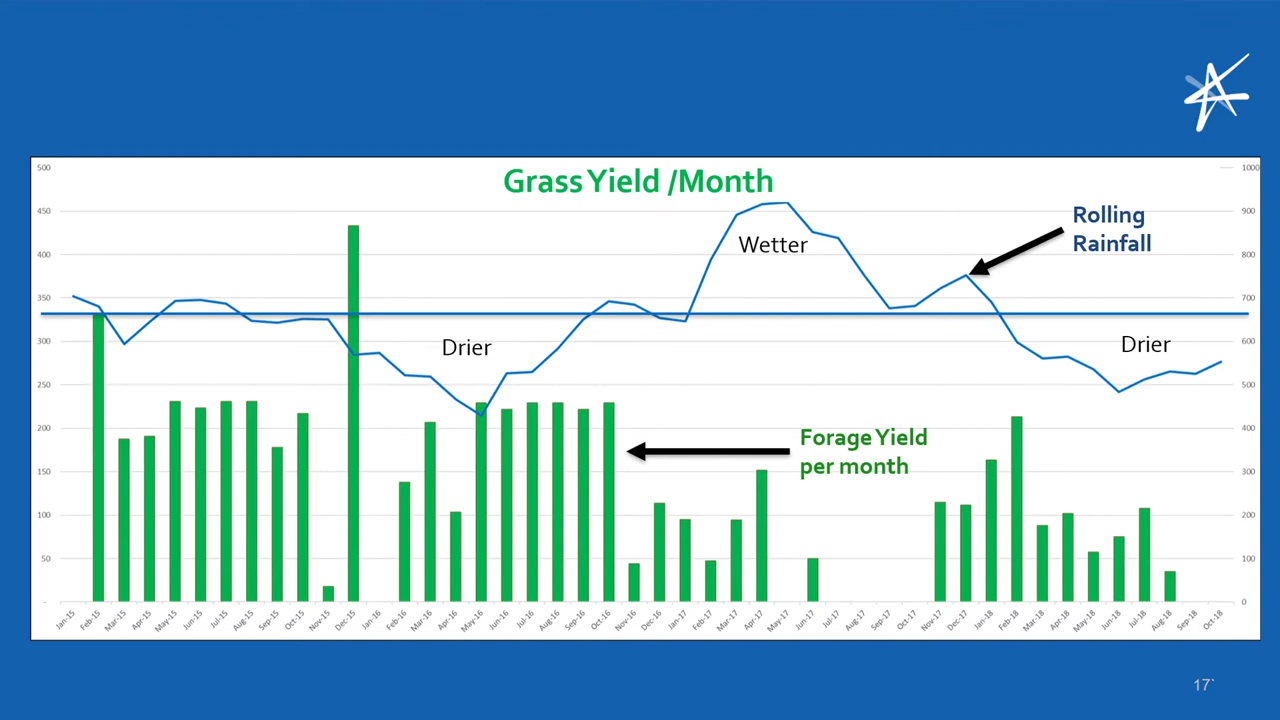 Grass Yield /Month
500
450
400
350
300
250
200
150
100
50
-
1000
900
800
700
600
500
400
300
200
100
0
Rolling
Rainfall
Wetter
Drier
Drier
Forage Yield
per month
Jan-15
Feb-15
Mar-15
Apr-15
May-15
Jun-15
Jul-15
Aug-15
Sep-15
Oct-15
Nov-15
Dec-15
Jan-16
Feb-16
Mar-16
Apr-16
May-16
Jun-16
Jul-16
Aug-16
Sep-16
Oct-16
Nov-16
Dec-16
Jan-17
Feb-17
Mar-17
Apr-17
May-17
Jun-17
Jul-17
Aug-17
Sep-17
Oct-17
Nov-17
Dec-17
Jan-18
Feb-18
Mar-18
Apr-18
May-18
Jun-18
Jul-18
Aug-18
Sep-18
Oct-18
17`